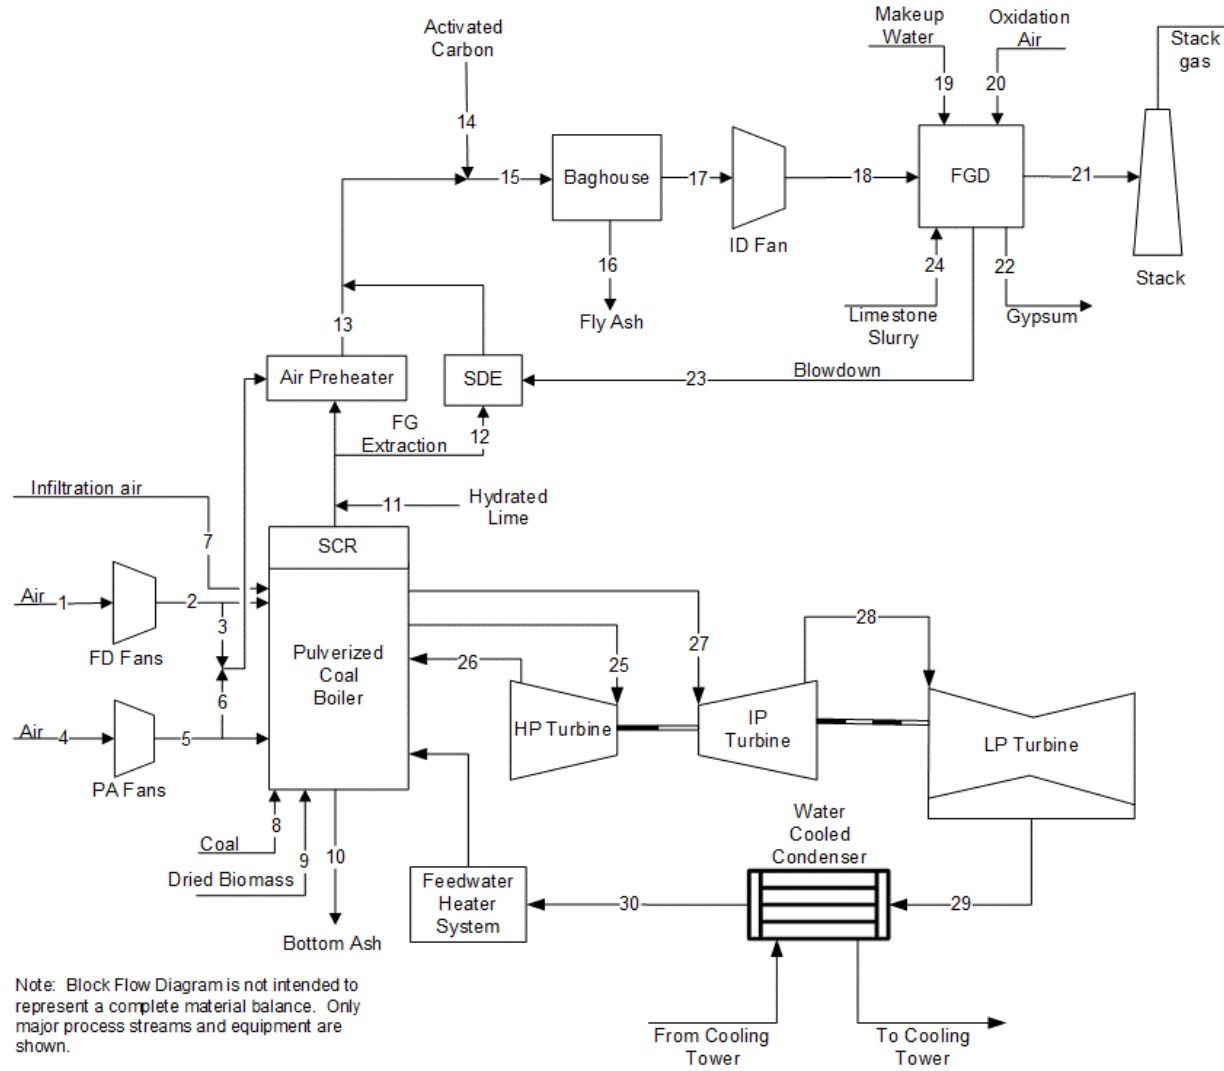 Activated
Carbon
Makeup
Water
Oxidation
Air
Stack
gas
19
20
14
15
Baghouse
17
18
FGD
21
ID Fan
16
24
22
Stack
Fly Ash
Limestone
Slurry
Gypsum
13
Air Preheater
SDE
23
Blowdown
FG
Extraction
12
Infiltration air
11
Hydrated
Lime
7
SCR
Air
1
2
3
FD Fans
Pulverized
Coal
Boiler
26
25
27
28
6
HP Turbine
IP
Turbine
LP Turbine
Air
4
5
PA Fans
8
Coal
9
10
Dried Biomass
Bottom Ash
Feedwater
Heater
System
30
Water
Cooled
Condenser
29
From Cooling
Tower
To Cooling
Tower
Note: Block Flow Diagram is not intended to
represent a complete material balance. Only
major process streams and equipment are
shown.